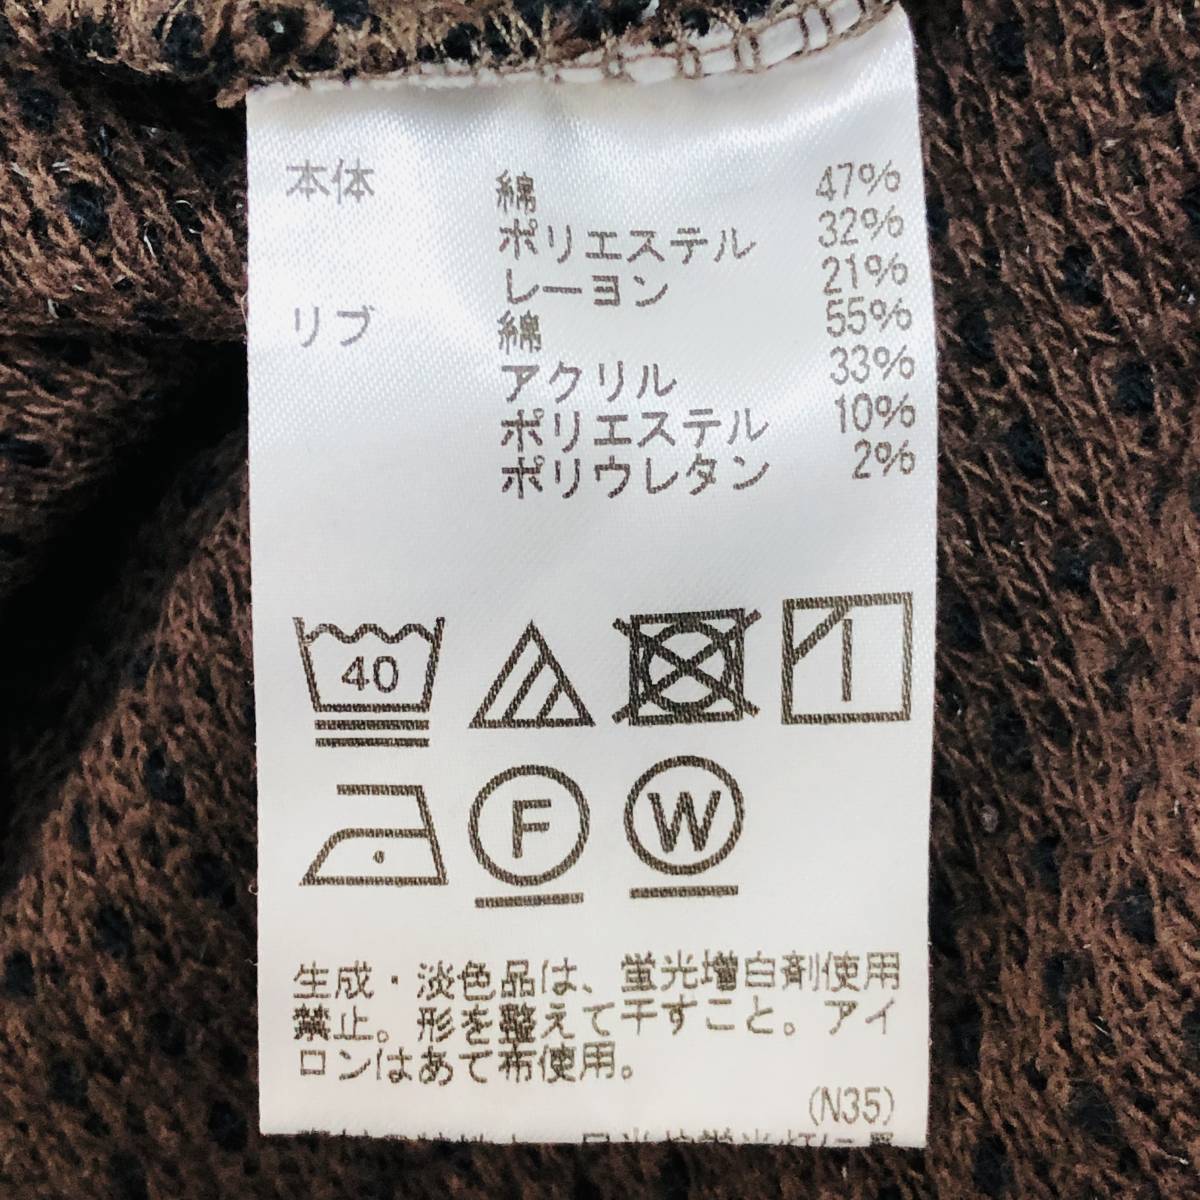 本体 綿 47%
ポリエステル 32%
レーヨン 21%
リブ 綿 55%
アクリル 33%
ポリエステル 10%
ポリウレタン 2%
40
F W
生成・淡色品は、蛍光増白剤使用
禁止。形を整えて干すこと。アイ
ロンはあて布使用。
(N35)